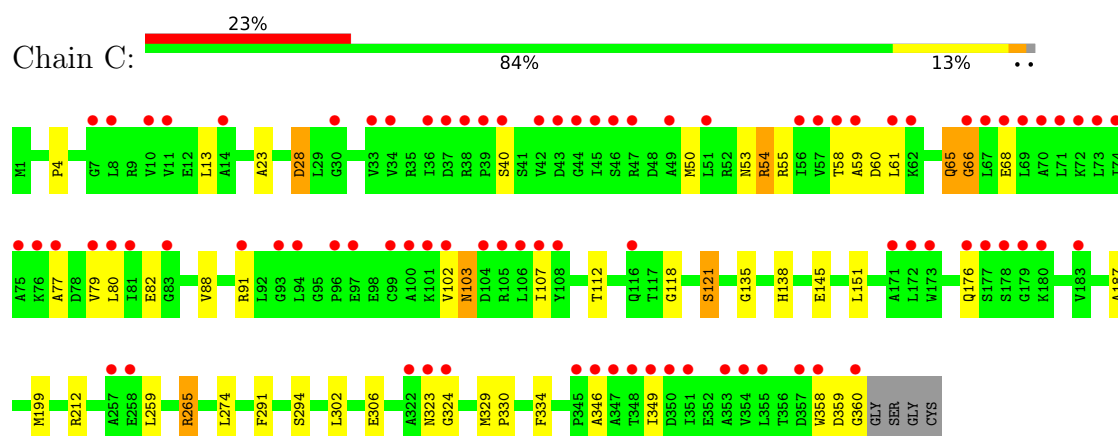 23%
Chain C:
84% 13% • •
M1 P4 G7 L8 R9 V10 V11 E12 L13 A14 A23 D28 L29 G30 V33 V34 R35 I36 D37 R38 P39 S40 S41 V42 D43 G44 I45 S46 R47 D48 A49 M50 L51 R52 N53 R54 R55 I56 V57 T58 A59 D60 L61 K62 Q65 G66 L67 E68 L69 A70 L71 K72 L73
A75 K76 A77 D78 V79 L80 I81 E82 G83 V88 R91 L92 G93 L94 G95 P96 E97 E98 C99 A100 K101 V102 N103 D104 R105 L106 I107 Y108 T112 Q116 T117 G118 S121 G135 H138 E145 L151 A171 L172 W173 Q176 S177 S178 G179 K180 V183 A187
M199 R212 A257 E258 L259 R265 L274 F291 S294 L302 E306 A322 N323 G324 M329 P330 F334 P345 A346 A347 T348 I349 D350 I351 E352 A353 V354 L355 T356 D357 W358 D359 G360 GLY SER GLY CYS